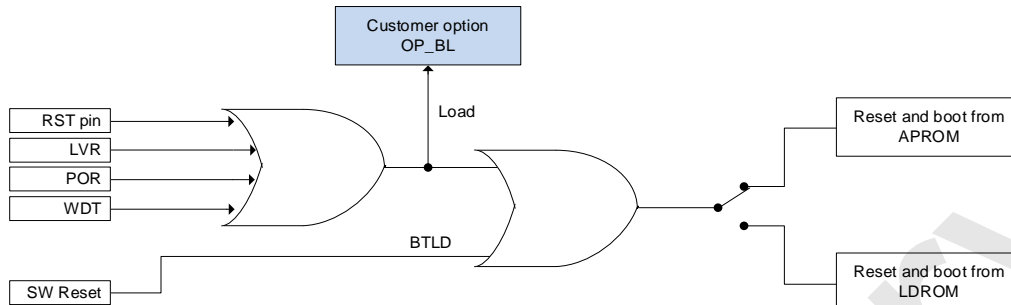 Customer option
OP_BL
Load
RST pin
LVR
POR
WDT
BTLD
SW Reset
Reset and boot from
APROM
Reset and boot from
LDROM